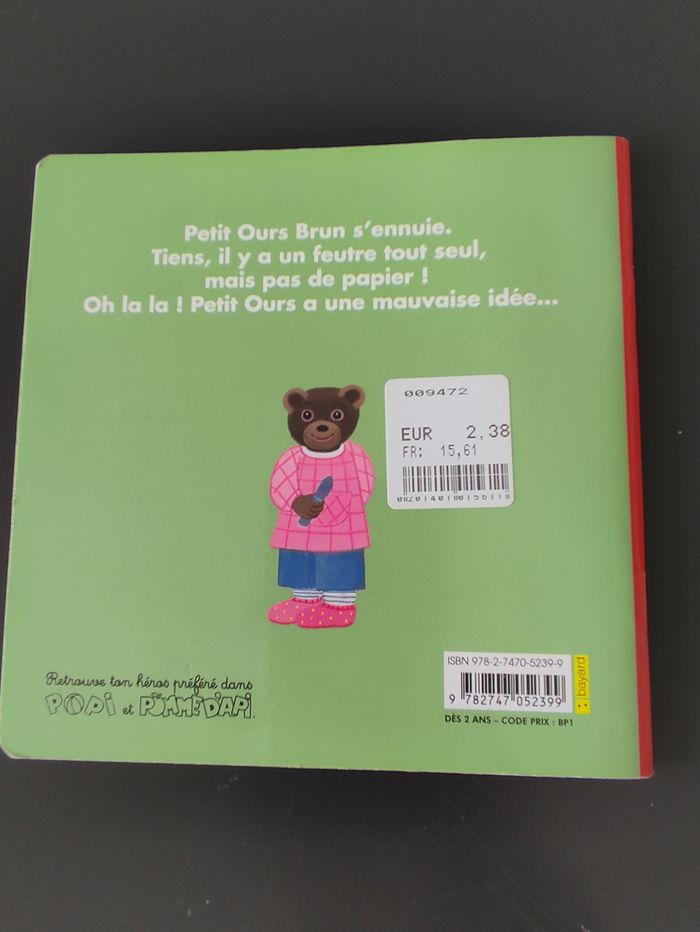 Petit Ours Brun s'ennuie.
Tiens, il y a un feutre tout seul,
mais pas de papier !
Oh la la ! Petit Ours a une mauvaise idée...
009472
EUR 2,38
FR: 15,61
Retrouve ton héros préféré dans
POPi et POMME D'API.
ISBN 978-2-7470-5239-9
9 782747 052399
bayard
DÈS 2 ANS – CODE PRIX : BP1